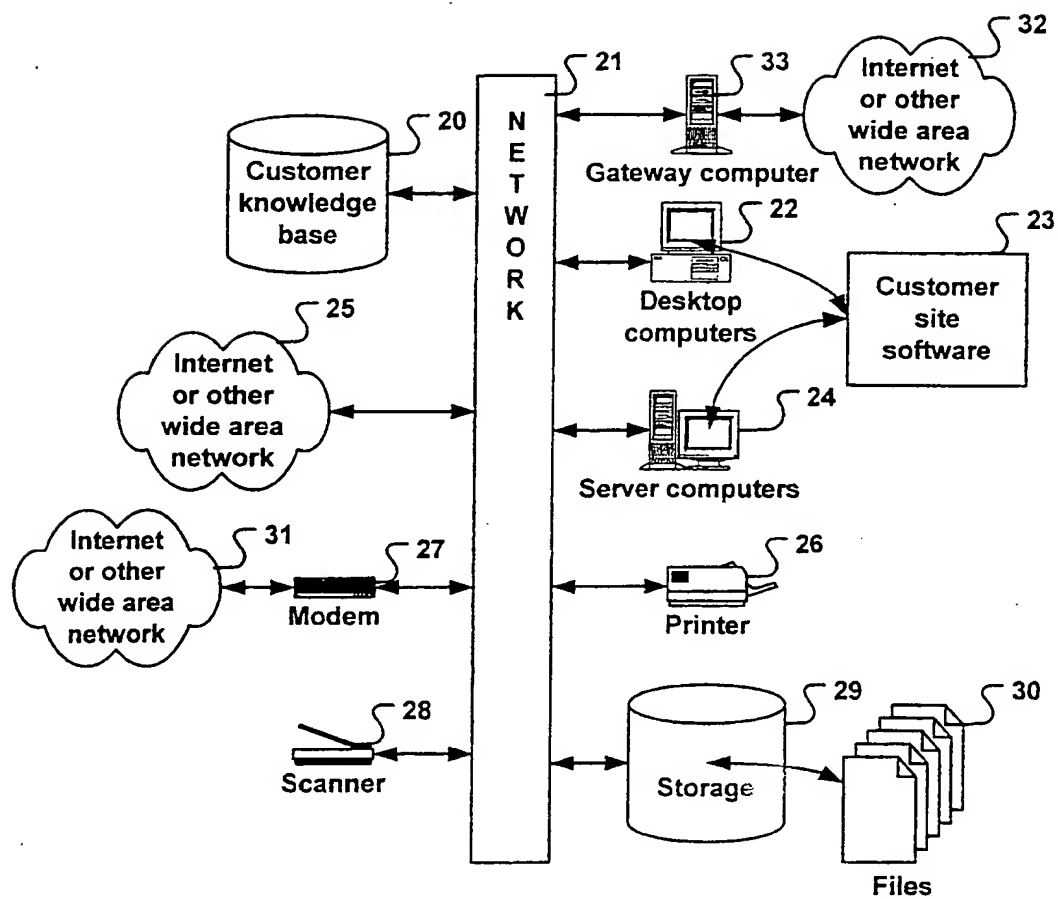 32
21
33
Internet
or other
wide area
network
20
N
E
T
W
O
R
K
Customer
knowledge
base
Gateway computer
22
23
Desktop
computers
Customer
site
software
25
Internet
or other
wide area
network
24
Server computers
31
Internet
or other
wide area
network
27
Modem
26
Printer
28
Scanner
29
Storage
30
Files